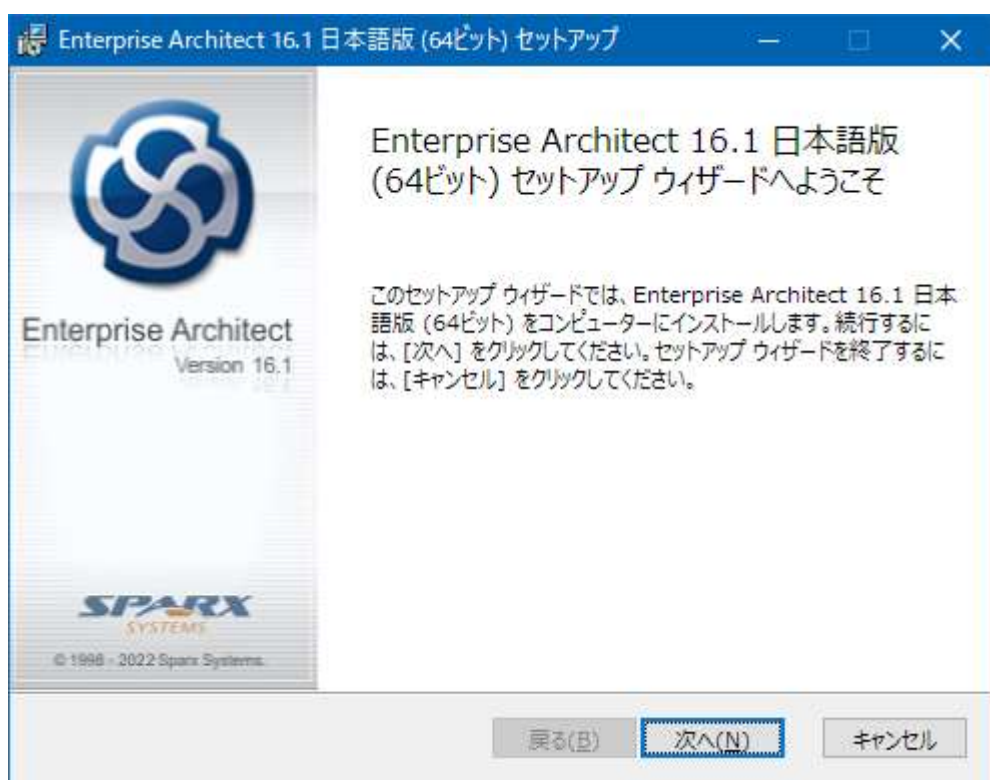 Enterprise Architect 16.1 日本語版 (64ビット) セットアップ
Enterprise Architect 16.1 日本語版
(64ビット) セットアップ ウィザードへようこそ
このセットアップ ウィザードでは、Enterprise Architect 16.1 日本
語版 (64ビット) をコンピューターにインストールします。続行するに
は、[次へ] をクリックしてください。セットアップ ウィザードを終了するに
は、[キャンセル] をクリックしてください。
Enterprise Architect
Version 16.1
SPARX
SYSTEMS
© 1998 - 2022 Sparx Systems.
戻る(B)
次へ(N)
キャンセル